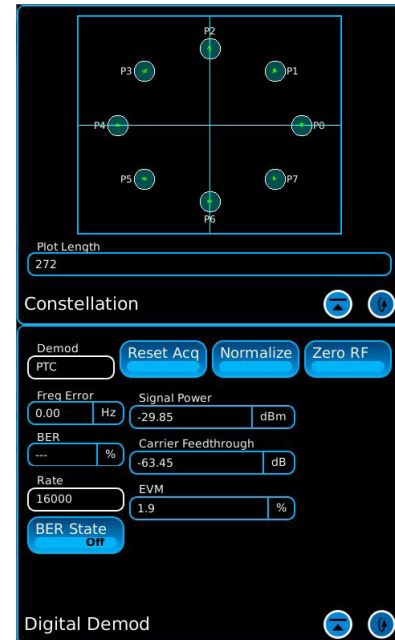 P2
P3
P1
P4
P0
P5
P7
P6
Plot Length
272
Constellation
Demod
PTC
Reset Acq
Normalize
Zero RF
Freq Error
0.00 Hz
Signal Power
-29.85 dBm
BER
--- %
Carrier Feedthrough
-63.45 dB
Rate
16000
EVM
1.9 %
BER State
Off
Digital Demod